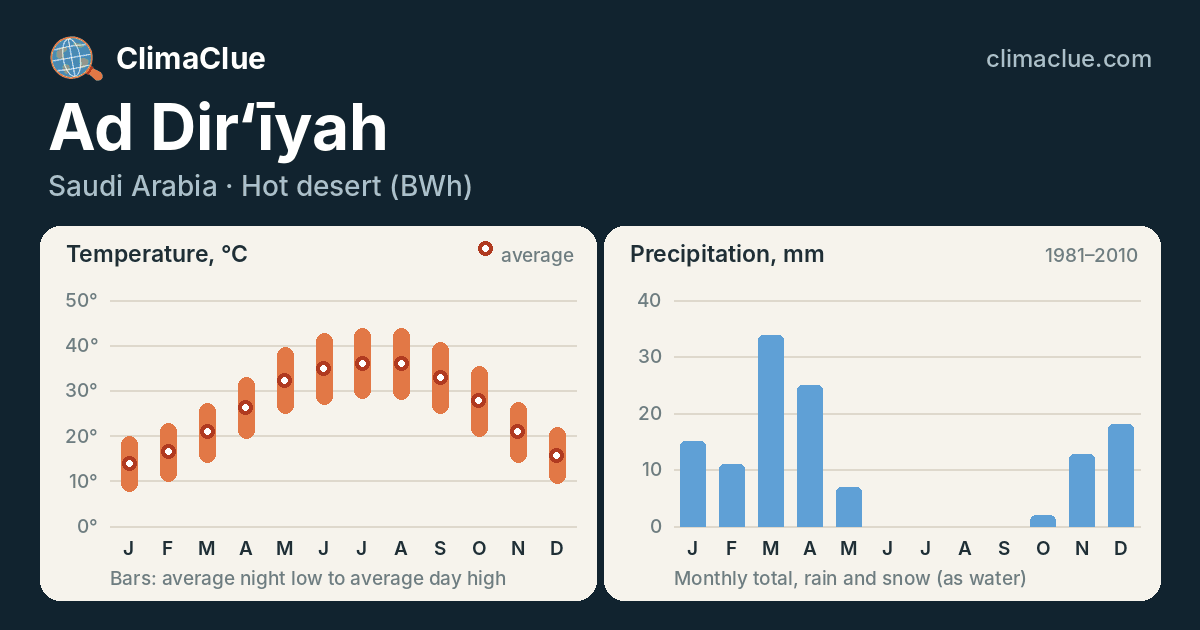 ClimaClue
climaclue.com
Ad Dir‘īyah
Saudi Arabia · Hot desert (BWh)
Temperature, °C
average
50°
40°
30°
20°
10°
0°
J F M A M J J A S O N D
Bars: average night low to average day high
Precipitation, mm
1981–2010
40
30
20
10
0
J F M A M J J A S O N D
Monthly total, rain and snow (as water)